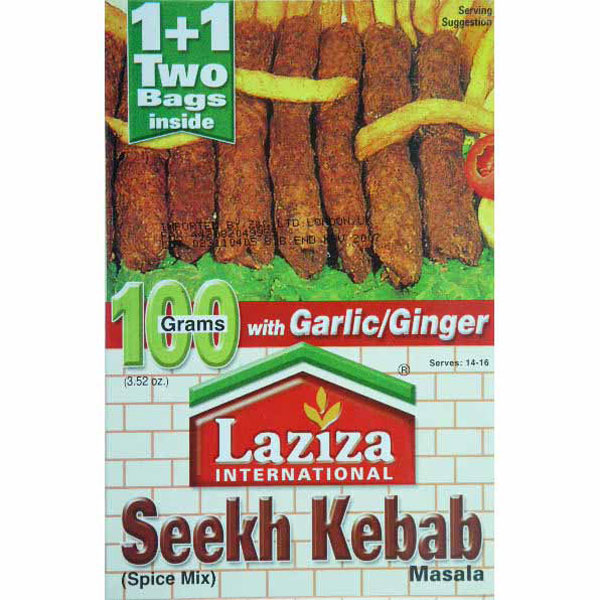 1+1
Two
Bags
inside
Serving
Suggestion
100
Grams
with Garlic/Ginger
(3.52 oz.)
®
Serves: 14-16
Laziza
INTERNATIONAL
Seekh Kebab
(Spice Mix)
Masala